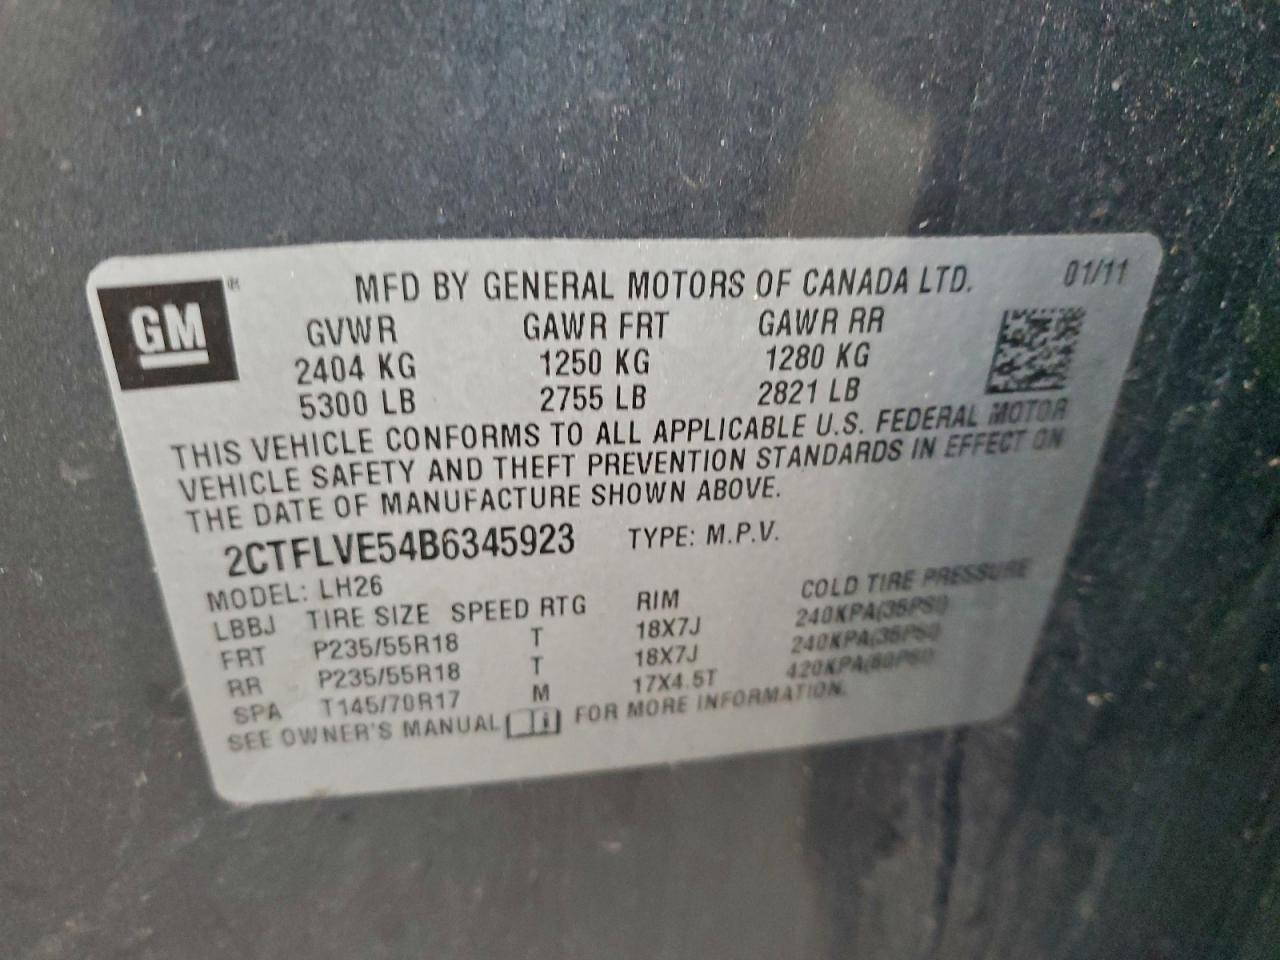 GM
MFD BY GENERAL MOTORS OF CANADA LTD. 01/11
GVWR GAWR FRT GAWR RR
2404 KG 1250 KG 1280 KG
5300 LB 2755 LB 2821 LB
THIS VEHICLE CONFORMS TO ALL APPLICABLE U.S. FEDERAL MOTOR
VEHICLE SAFETY AND THEFT PREVENTION STANDARDS IN EFFECT ON
THE DATE OF MANUFACTURE SHOWN ABOVE.
2CTFLVE54B6345923 TYPE: M.P.V.
MODEL: LH26
LBBJ TIRE SIZE SPEED RTG RIM COLD TIRE PRESSURE
FRT P235/55R18 T 18X7J 240KPA(35PSI)
RR P235/55R18 T 18X7J 240KPA(35PSI)
SPA T145/70R17 M 17X4.5T 420KPA(60PSI)
SEE OWNER'S MANUAL FOR MORE INFORMATION.